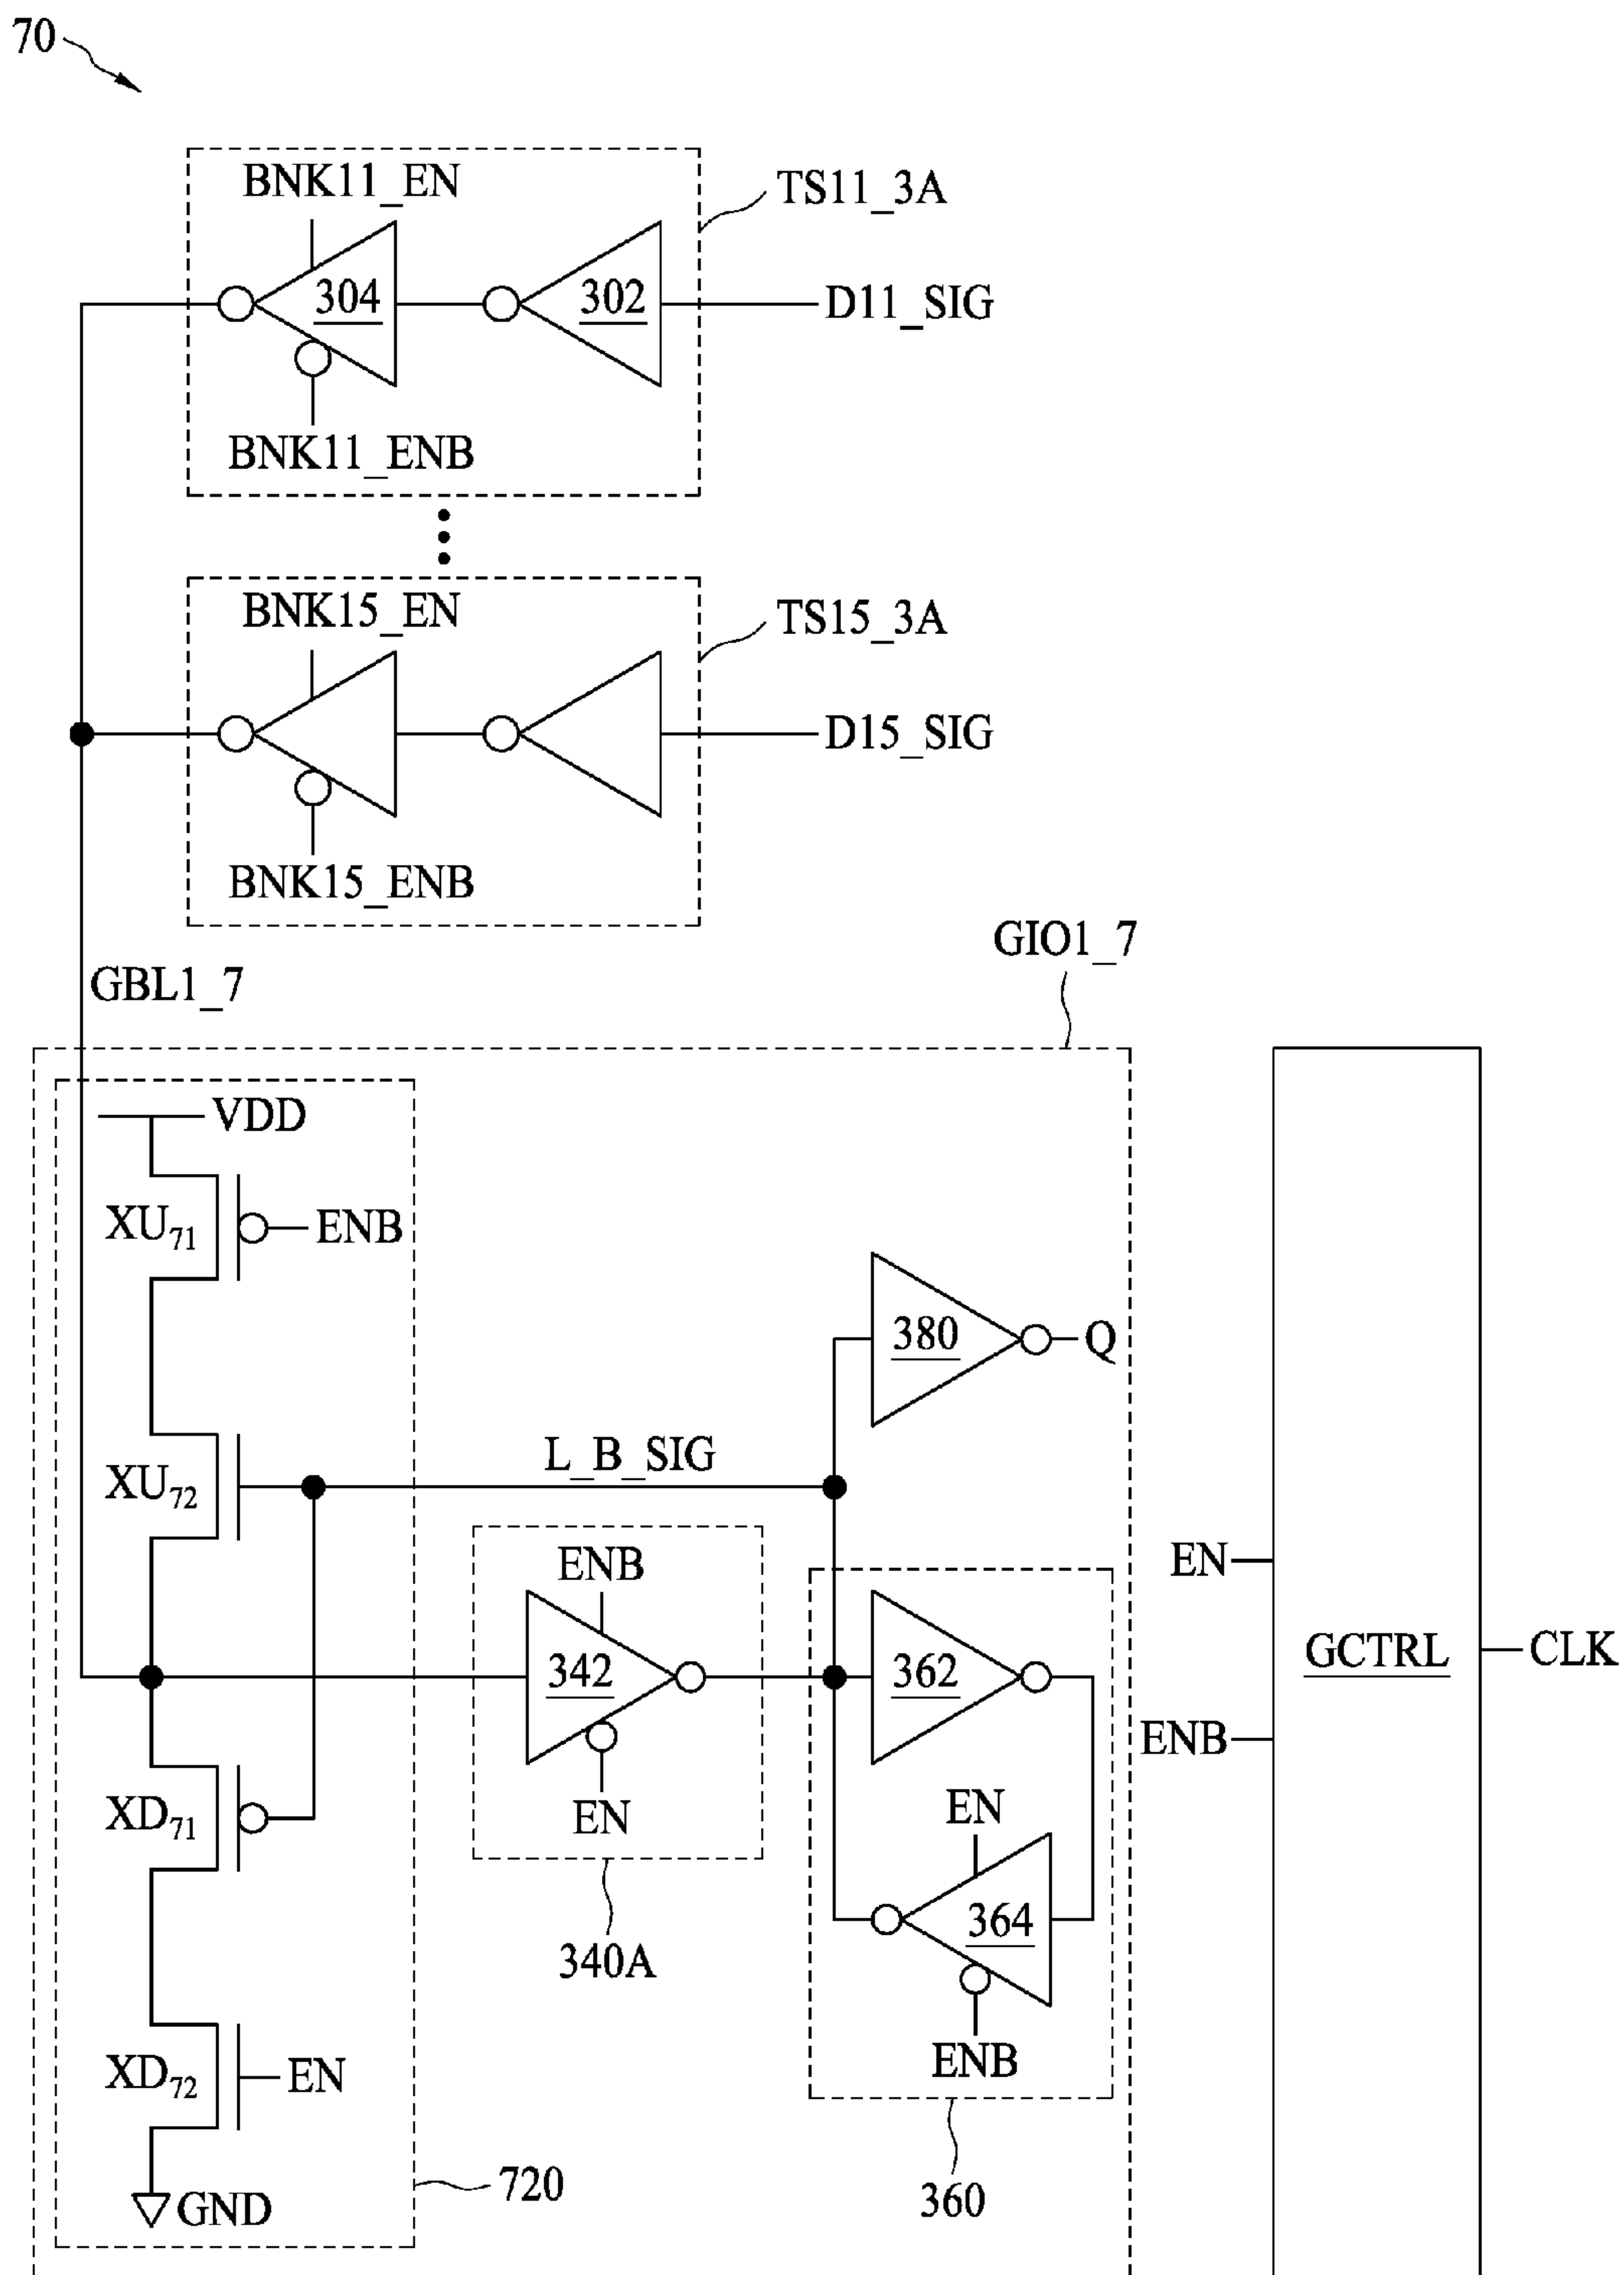 70
BNK11_EN
TS11_3A
304
302
D11_SIG
BNK11_ENB
BNK15_EN
TS15_3A
D15_SIG
BNK15_ENB
GIO1_7
GBL1_7
VDD
XU71
ENB
380
Q
L_B_SIG
XU72
ENB
EN
342
362
GCTRL
CLK
ENB
XD71
EN
EN
364
340A
ENB
XD72
EN
720
360
GND